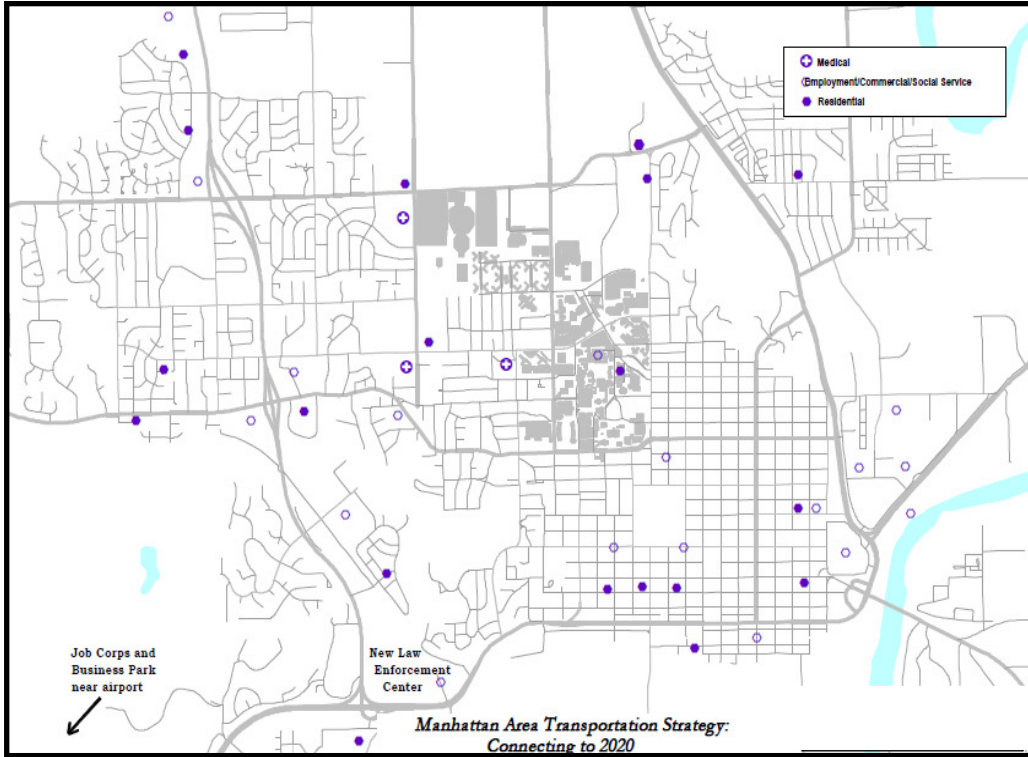 Medical
Employment/Commercial/Social Service
Residential
Job Corps and
Business Park
near airport
New Law
Enforcement
Center
Manhattan Area Transportation Strategy:
Connecting to 2020